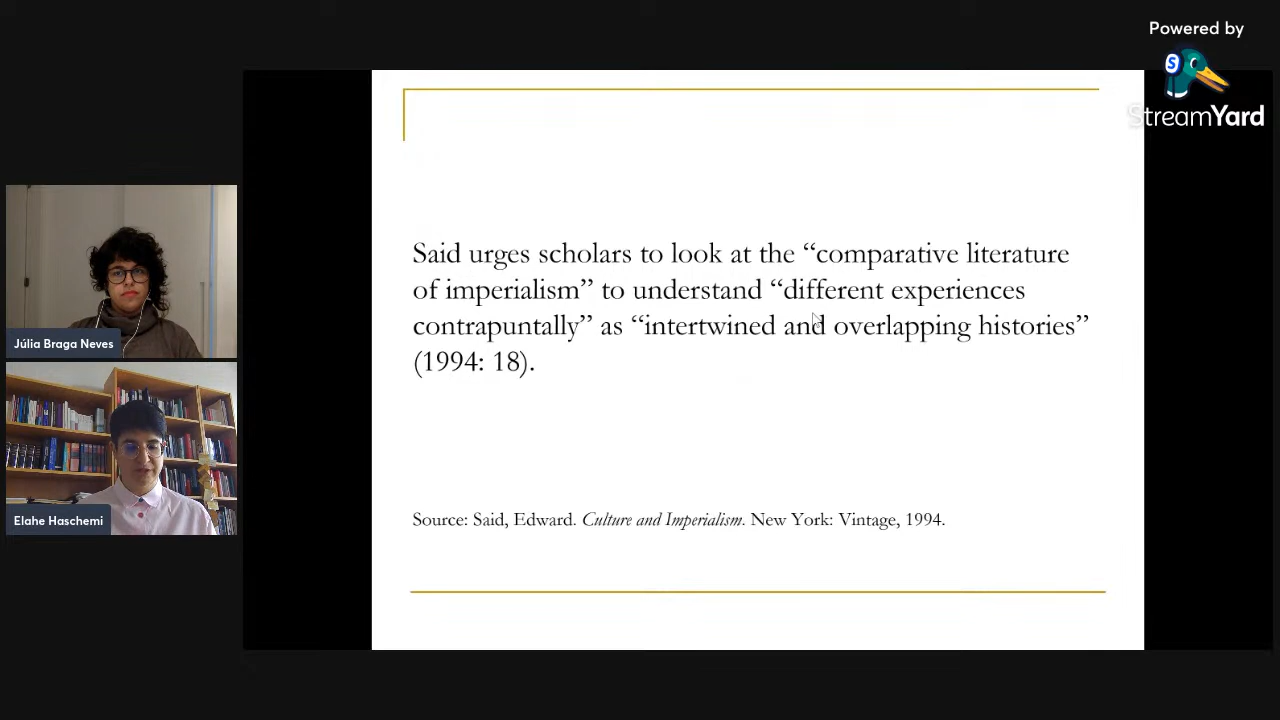 Powered by
StreamYard
Said urges scholars to look at the “comparative literature
of imperialism” to understand “different experiences
contrapuntally” as “intertwined and overlapping histories”
(1994: 18).
Júlia Braga Neves
Elahe Haschemi
Source: Said, Edward. Culture and Imperialism. New York: Vintage, 1994.